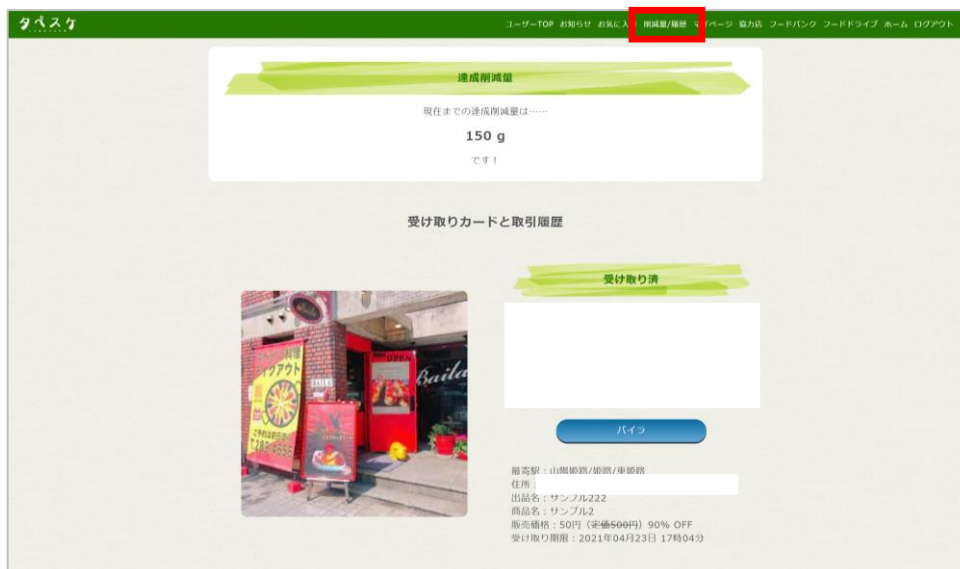 タベスケ
ユーザーTOP お知らせ お気に入 削減量/履歴 マイページ 協力店 フードバンク フードドライブ ホーム ログアウト
達成削減量
現在までの達成削減量は……
150 g
です！
受け取りカードと取引履歴
受け取り済
OPEN
Baila
イクアウト
バイラ
最寄駅：山陽姫路/姫路/東姫路
住所：
出品名：サンプル222
商品名：サンプル2
販売価格：50円（定価500円）90% OFF
受け取り期限：2021年04月23日 17時04分